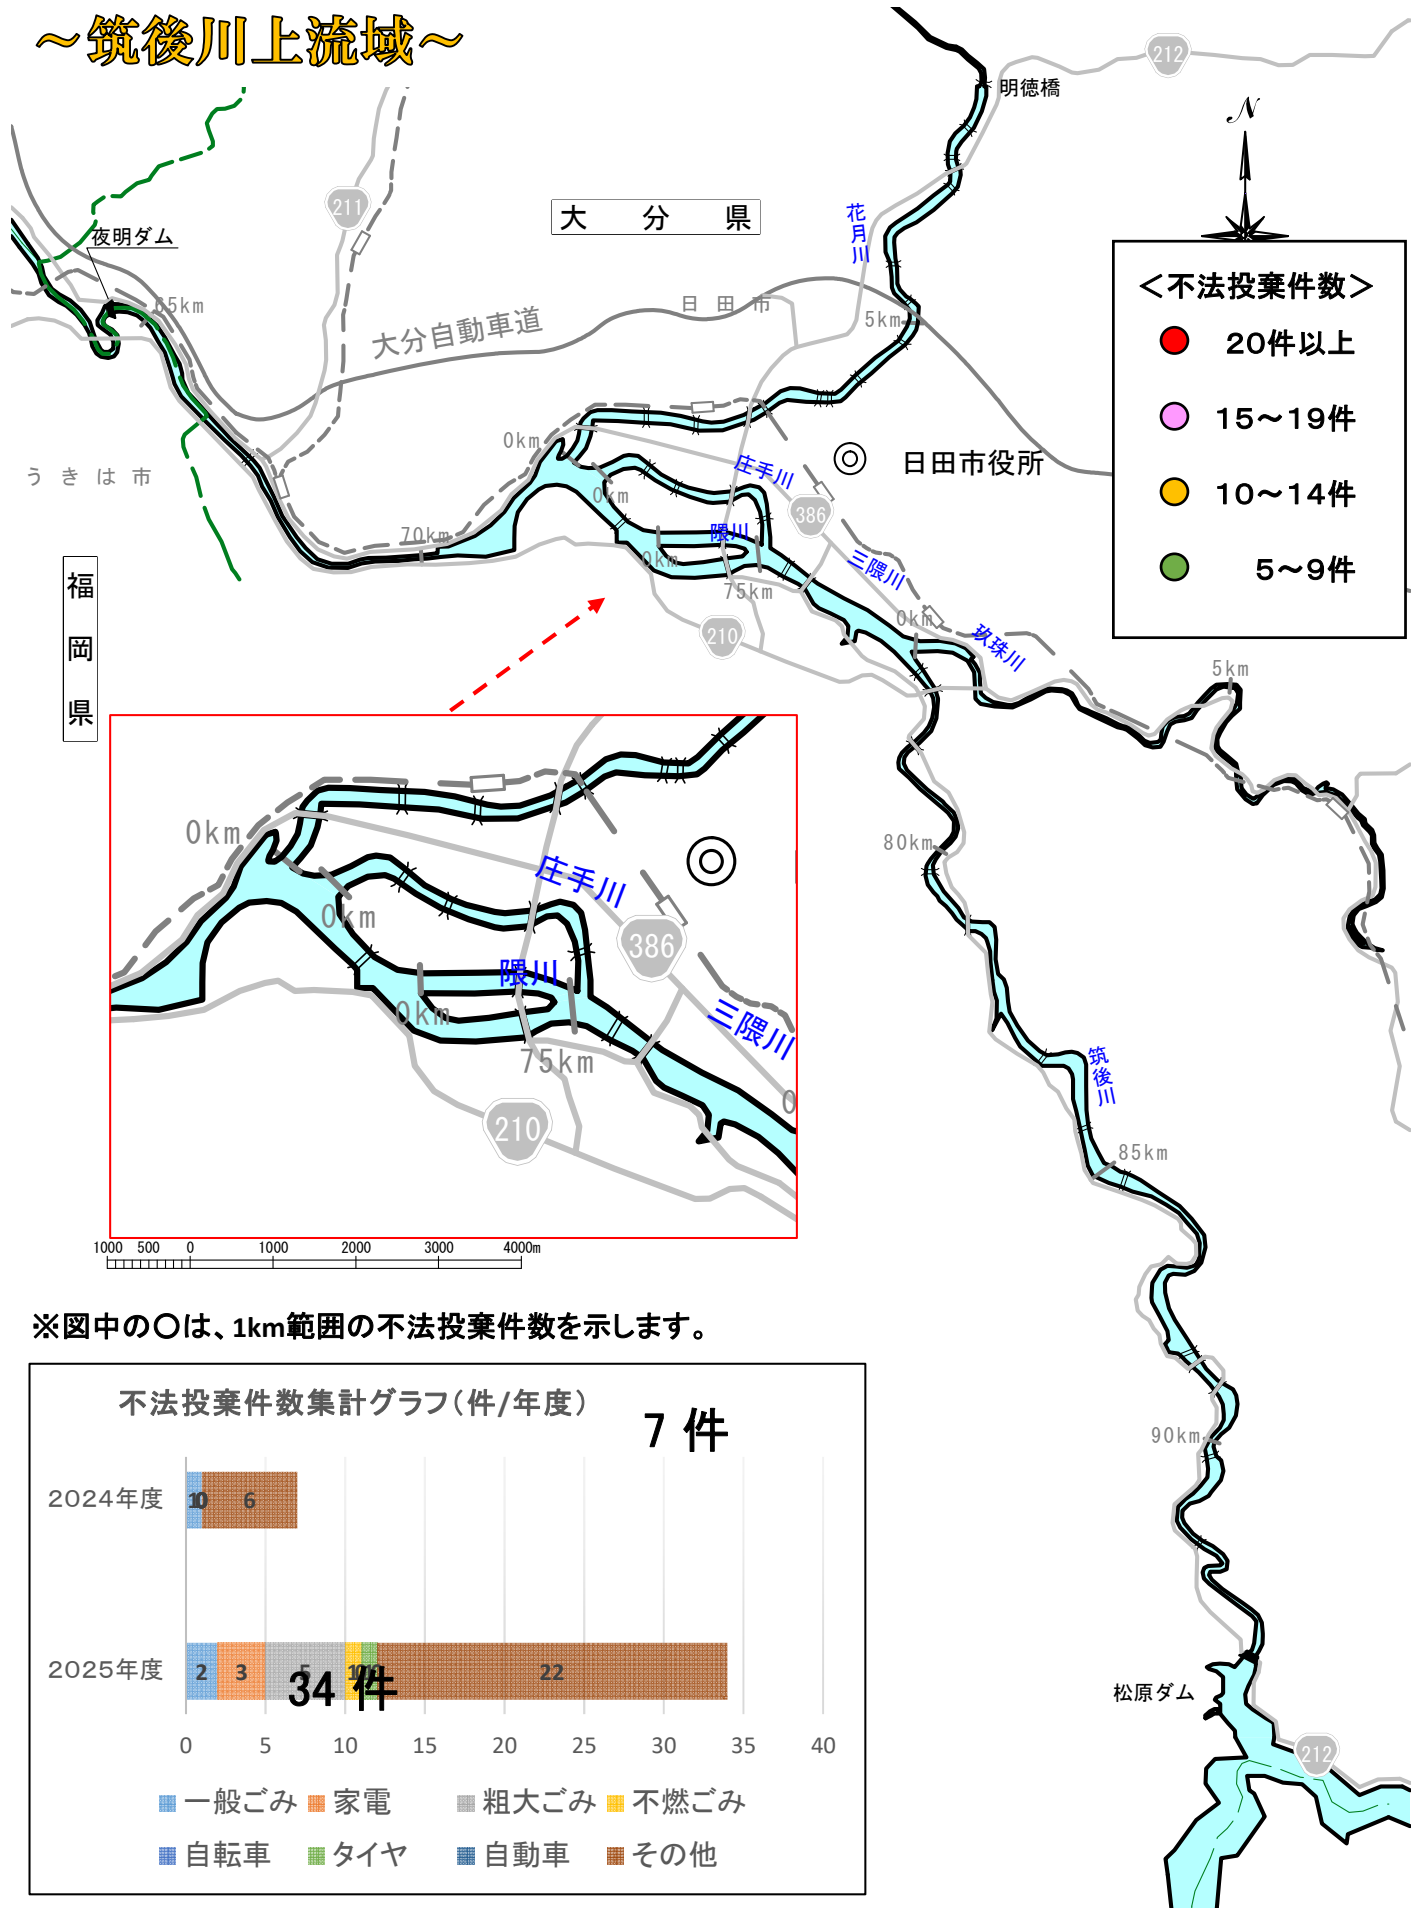 ～筑後川上流域～
212
明徳橋
N
211
大分県
花月川
夜明ダム
65km
日田市
大分自動車道
5km
＜不法投棄件数＞
20件以上
15～19件
10～14件
5～9件
うきは市
0km
庄手川
日田市役所
0km
386
隈川
70km
0km
三隈川
75km
福岡県
210
0km
玖珠川
5km
0km
庄手川
0km
386
隈川
0km
三隈川
75km
0
210
80km
筑後川
85km
1000 500 0 1000 2000 3000 4000m
※図中の〇は、1km範囲の不法投棄件数を示します。
不法投棄件数集計グラフ（件/年度）
7 件
90km
2024年度
1 0 6
2025年度
2 3 5 1 0 22
34 件
0 5 10 15 20 25 30 35 40
一般ごみ 家電 粗大ごみ 不燃ごみ
自転車 タイヤ 自動車 その他
松原ダム
212